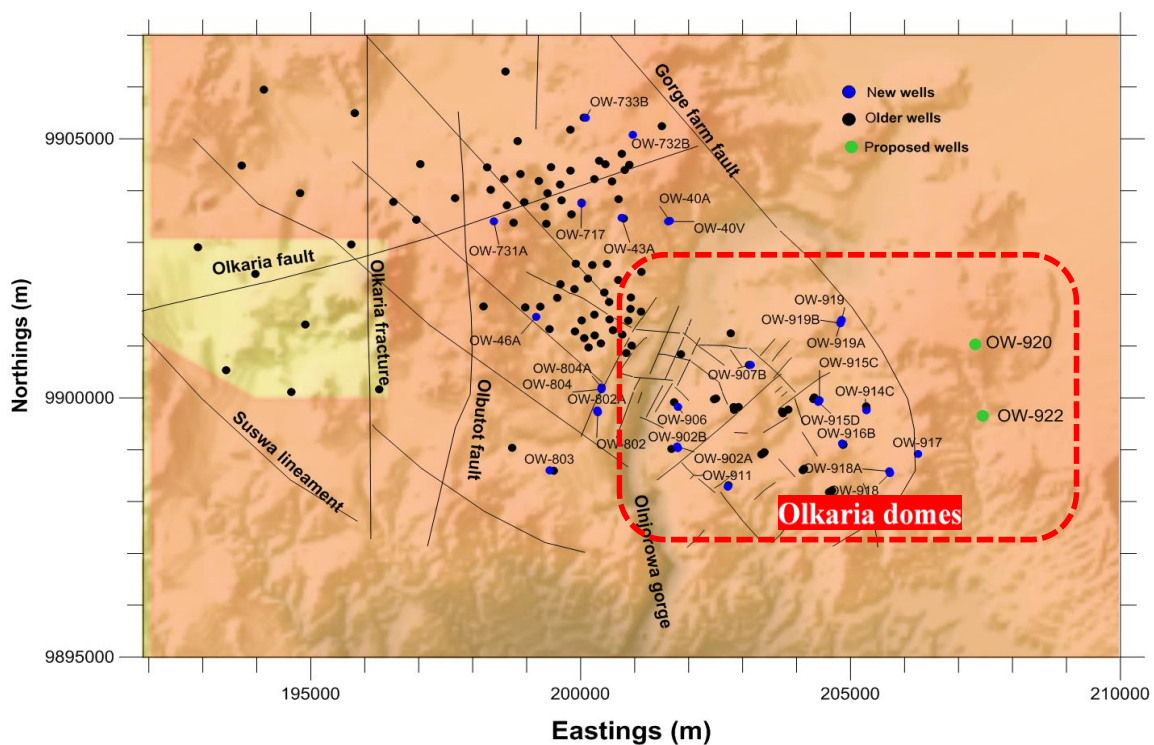 Northings (m)
9905000
9900000
9895000
195000
200000
205000
210000
Eastings (m)
New wells
Older wells
Proposed wells
Gorge farm fault
OW-733B
OW-732B
OW-40A
OW-40V
OW-717
OW-43A
OW-731A
Olkaria fault
Olkaria fracture
Olbutot fault
Suswa lineament
Olnjorowa gorge
OW-46A
OW-804A
OW-804
OW-802A
OW-802
OW-803
OW-919
OW-919B
OW-919A
OW-915C
OW-907B
OW-914C
OW-906
OW-915D
OW-916B
OW-902B
OW-902A
OW-917
OW-911
OW-918A
OW-918
OW-920
OW-922
Olkaria domes